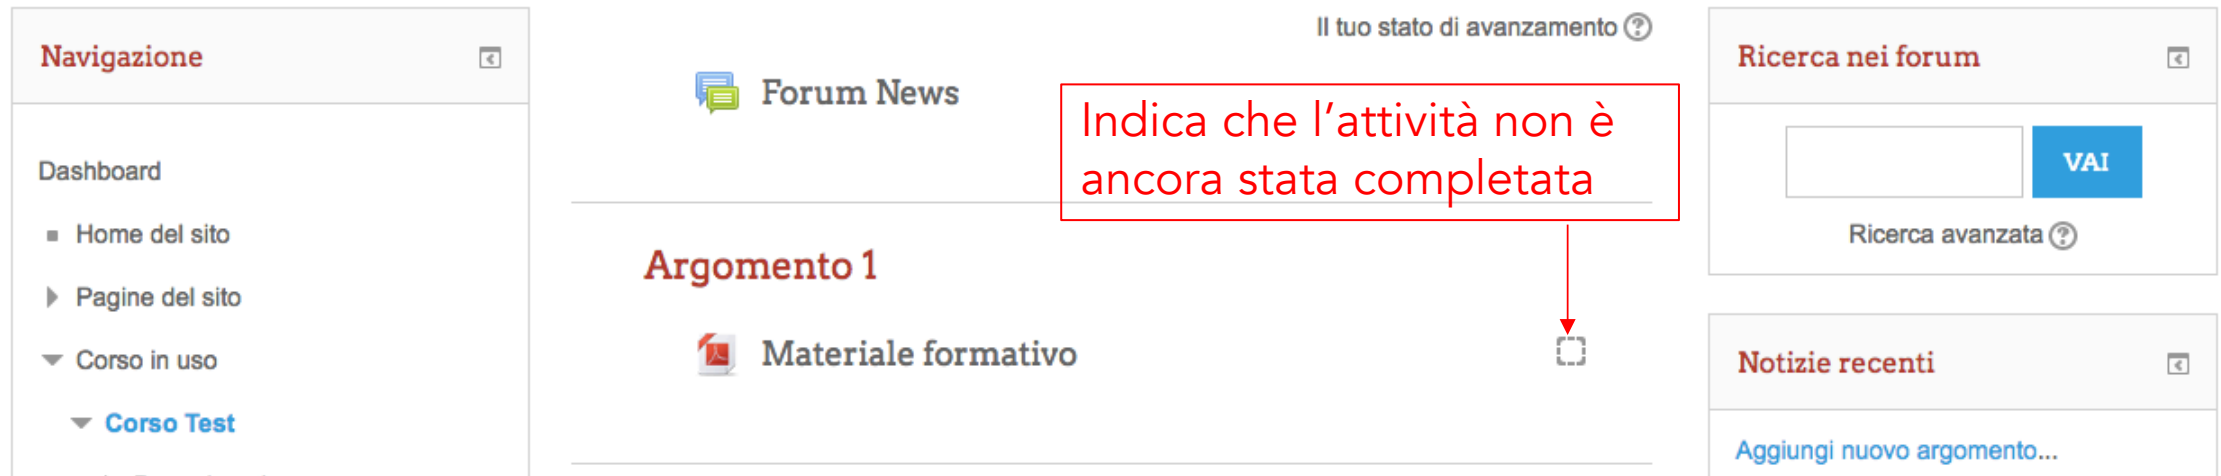 Navigazione
Dashboard
Home del sito
Pagine del sito
Corso in uso
Corso Test
Il tuo stato di avanzamento
Forum News
Indica che l'attività non è
ancora stata completata
Argomento 1
Materiale formativo
Ricerca nei forum
VAI
Ricerca avanzata
Notizie recenti
Aggiungi nuovo argomento...